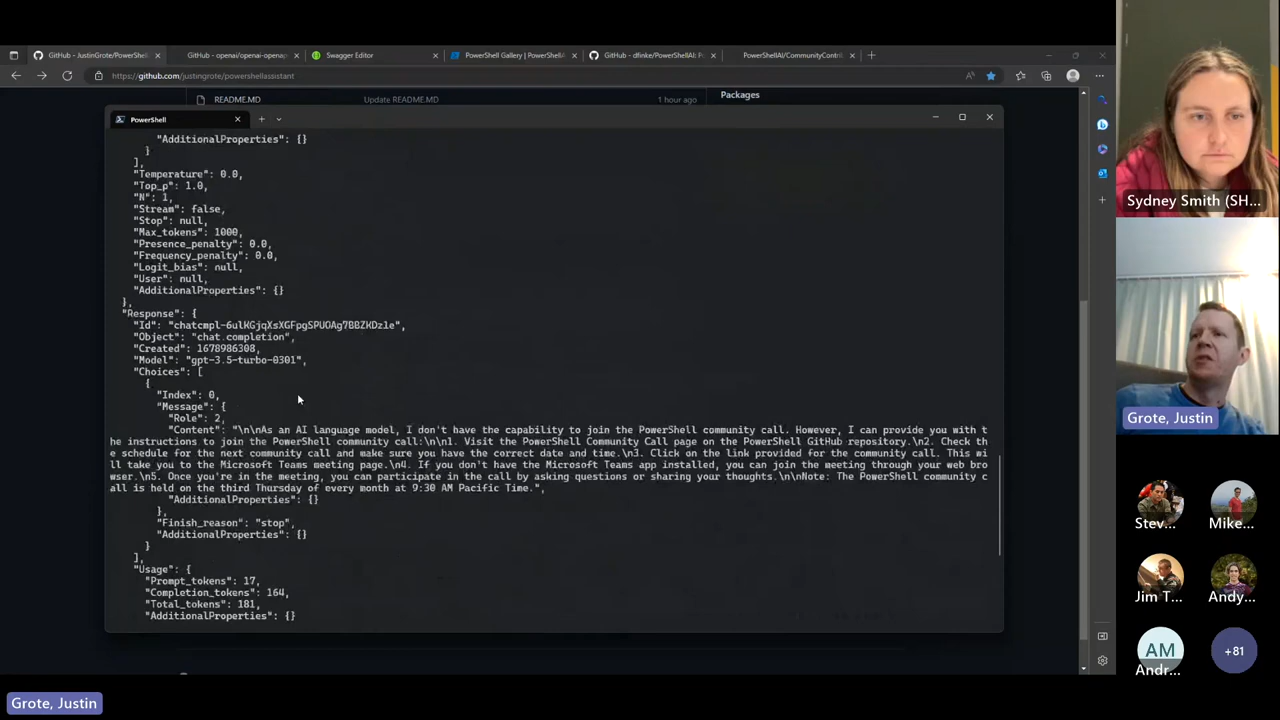 GitHub - JustinGrote/PowerShell
GitHub - openai/openai-openap
Swagger Editor
PowerShell Gallery | PowerShellA
GitHub - dfinke/PowerShellAI: P
PowerShellAI/CommunityContrib
https://github.com/justingrote/powershellassistant
README.MD
Update README.MD
1 hour ago
Packages
PowerShell
"AdditionalProperties": {}
}
],
"Temperature": 0.0,
"Top_p": 1.0,
"N": 1,
"Stream": false,
"Stop": null,
"Max_tokens": 1000,
"Presence_penalty": 0.0,
"Frequency_penalty": 0.0,
"Logit_bias": null,
"User": null,
"AdditionalProperties": {}
},
"Response": {
"Object": "chat.completion",
"Created": 1678986308,
"Model": "gpt-3.5-turbo-0301",
"Choices": [
{
"Index": 0,
"Message": {
"Role": 2,
"Content": "\n\nAs an AI language model, I don't have the capability to join the PowerShell community call. However, I can provide you with t
he instructions to join the PowerShell community call:\n\n1. Visit the PowerShell Community Call page on the PowerShell GitHub repository.\n2. Check th
e schedule for the next community call and make sure you have the correct date and time.\n3. Click on the link provided for the community call. This wi
ll take you to the Microsoft Teams meeting page.\n4. If you don't have the Microsoft Teams app installed, you can join the meeting through your web bro
wser.\n5. Once you're in the meeting, you can participate in the call by asking questions or sharing your thoughts.\n\nNote: The PowerShell community c
all is held on the third Thursday of every month at 9:30 AM Pacific Time.",
"AdditionalProperties": {}
},
"Finish_reason": "stop",
"AdditionalProperties": {}
}
],
"Usage": {
"Prompt_tokens": 17,
"Completion_tokens": 164,
"Total_tokens": 181,
"AdditionalProperties": {}
Sydney Smith (SH...
Grote, Justin
Stev...
Mike...
Jim T...
Andy...
AM
Andr...
+81
Grote, Justin